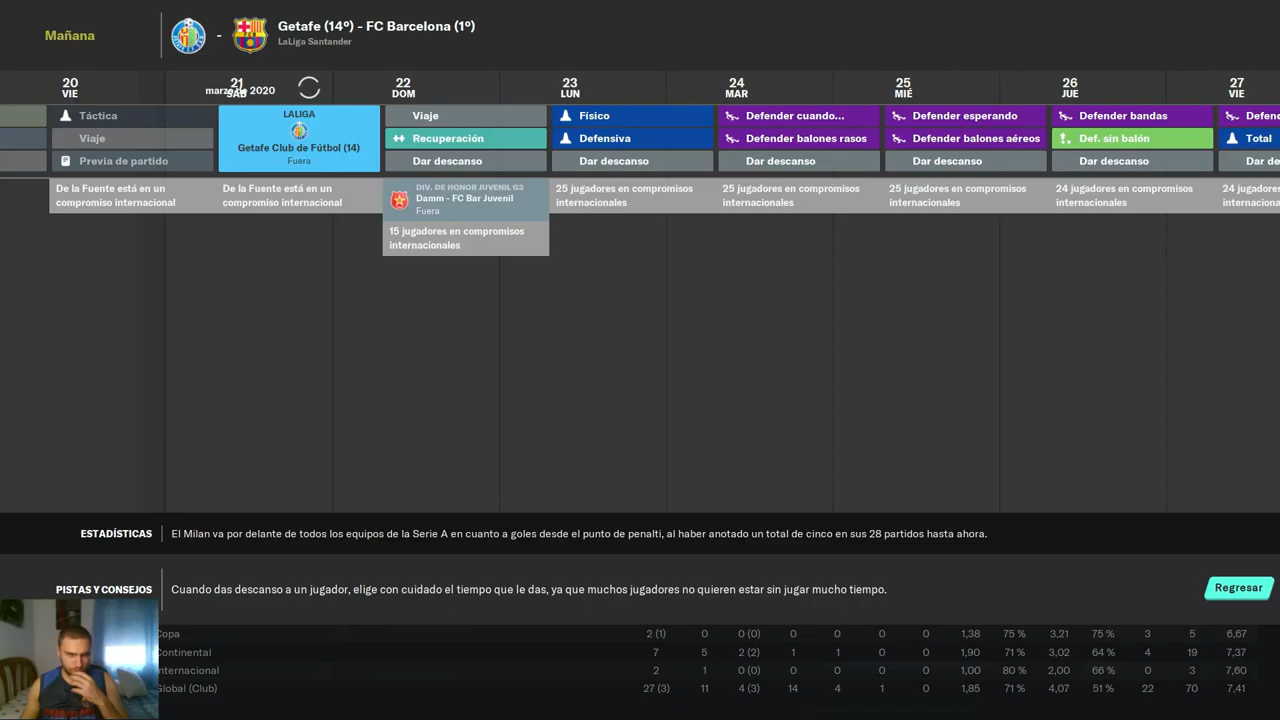 Mañana
Getafe (14º) - FC Barcelona (1º)
LaLiga Santander
20 VIE
marzo de 2020
21 SÁB
22 DOM
23 LUN
24 MAR
25 MIÉ
26 JUE
27 VIE
Táctica
Viaje
Previa de partido
De la Fuente está en un
compromiso internacional
LALIGA
Getafe Club de Fútbol (14)
Fuera
De la Fuente está en un
compromiso internacional
Viaje
Recuperación
Dar descanso
DIV. DE HONOR JUVENIL G3
Damm - FC Bar Juvenil
Fuera
15 jugadores en compromisos
internacionales
Físico
Defensiva
Dar descanso
25 jugadores en compromisos
internacionales
Defender cuando...
Defender balones rasos
Dar descanso
25 jugadores en compromisos
internacionales
Defender esperando
Defender balones aéreos
Dar descanso
25 jugadores en compromisos
internacionales
Defender bandas
Def. sin balón
Dar descanso
24 jugadores en compromisos
internacionales
Defenc
Total
Dar de
24 jugadores
internaciona
ESTADÍSTICAS
El Milan va por delante de todos los equipos de la Serie A en cuanto a goles desde el punto de penalti, al haber anotado un total de cinco en sus 28 partidos hasta ahora.
PISTAS Y CONSEJOS
Cuando das descanso a un jugador, elige con cuidado el tiempo que le das, ya que muchos jugadores no quieren estar sin jugar mucho tiempo.
Regresar
Copa 2 (1) 0 0 (0) 0 0 0 0 1,38 75 % 3,21 75 % 3 5 6,67
Continental 7 5 2 (2) 1 1 0 0 1,90 71 % 3,02 64 % 4 19 7,37
nternacional 2 1 0 (0) 0 0 0 0 1,00 80 % 2,00 66 % 0 3 7,60
Global (Club) 27 (3) 11 4 (3) 14 4 1 0 1,85 71 % 4,07 51 % 22 70 7,41